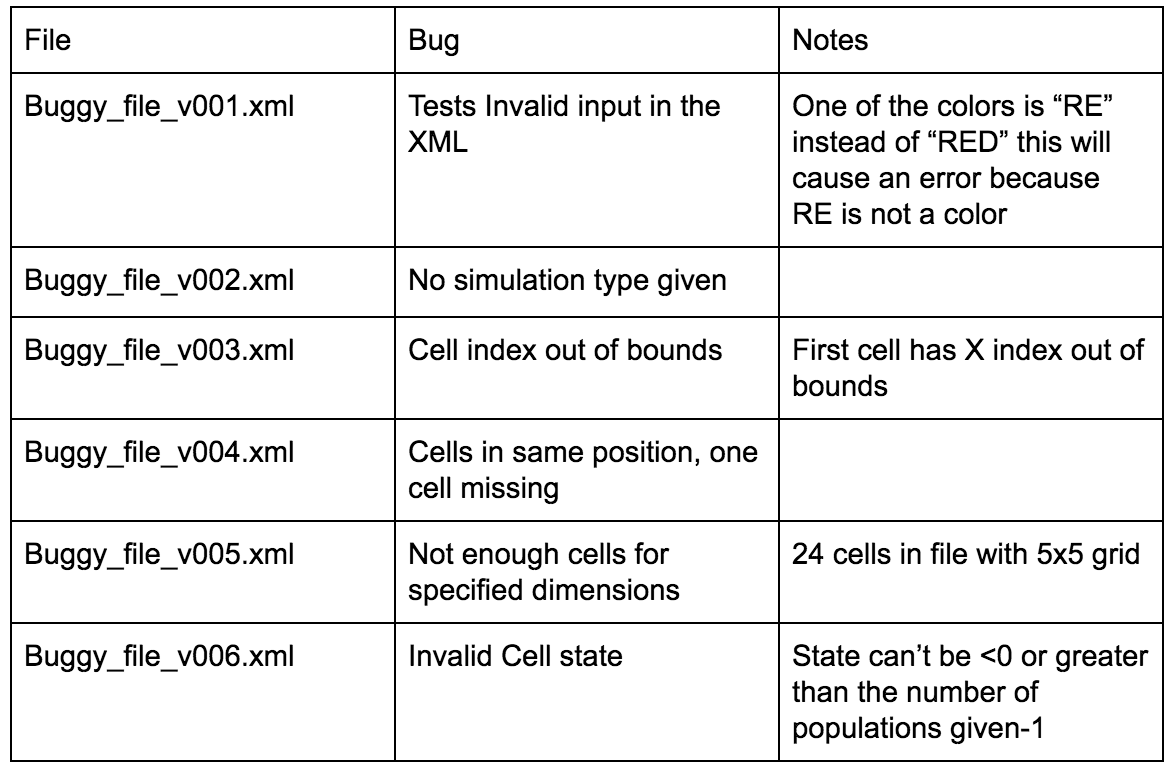 File
Bug
Notes
Buggy_file_v001.xml
Tests Invalid input in the
XML
One of the colors is “RE”
instead of “RED” this will
cause an error because
RE is not a color
Buggy_file_v002.xml
No simulation type given
Buggy_file_v003.xml
Cell index out of bounds
First cell has X index out of
bounds
Buggy_file_v004.xml
Cells in same position, one
cell missing
Buggy_file_v005.xml
Not enough cells for
specified dimensions
24 cells in file with 5x5 grid
Buggy_file_v006.xml
Invalid Cell state
State can’t be <0 or greater
than the number of
populations given-1